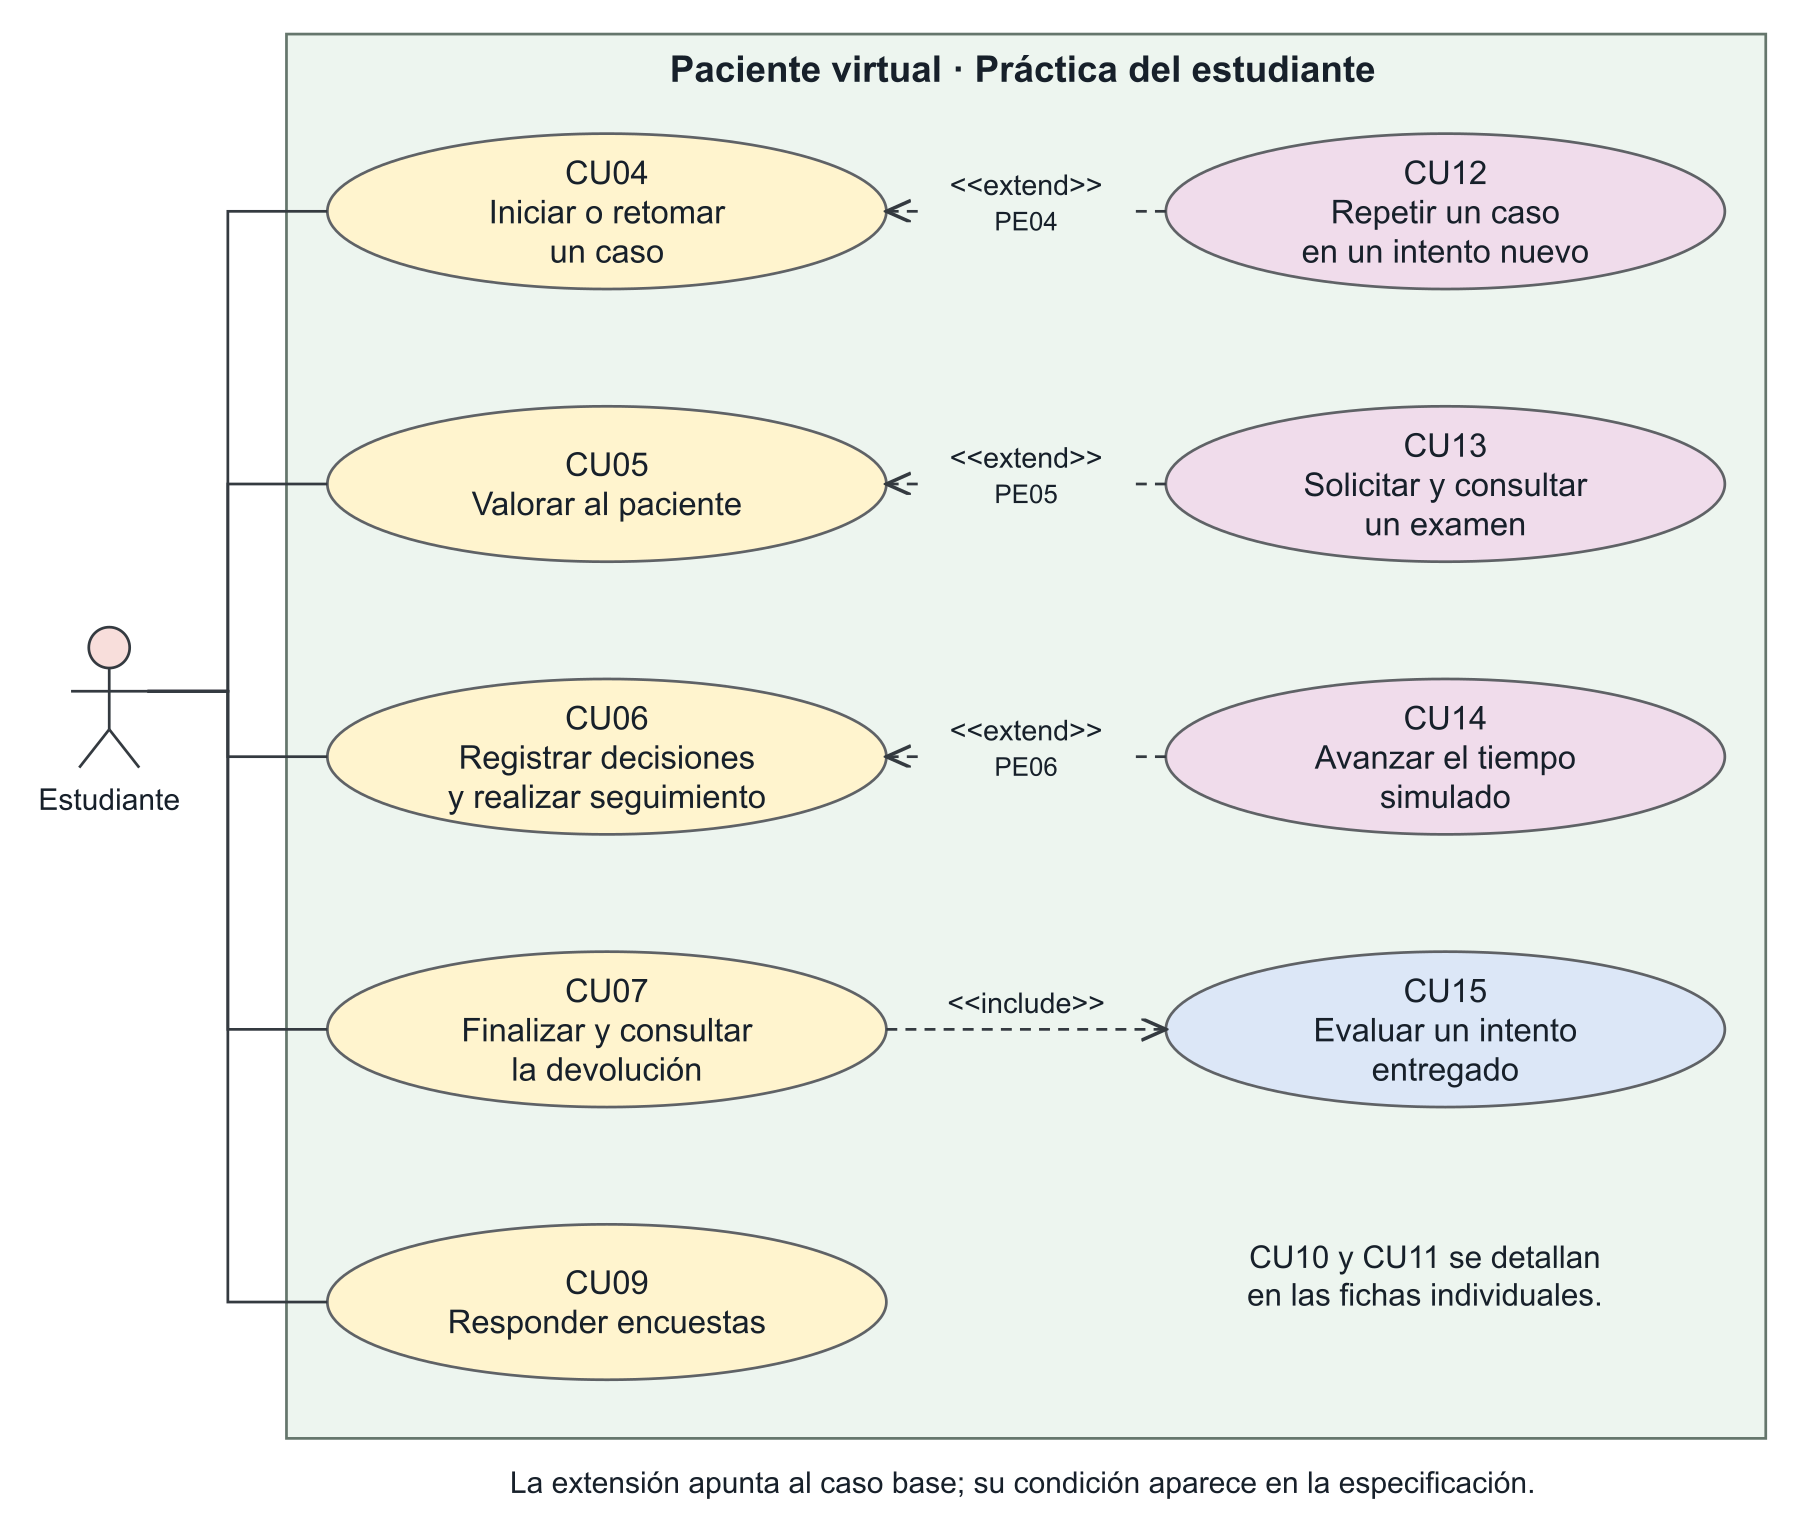 Paciente virtual · Práctica del estudiante
CU04
Iniciar o retomar
un caso
<<extend>>
PE04
CU12
Repetir un caso
en un intento nuevo
CU05
Valorar al paciente
<<extend>>
PE05
CU13
Solicitar y consultar
un examen
Estudiante
CU06
Registrar decisiones
y realizar seguimiento
<<extend>>
PE06
CU14
Avanzar el tiempo
simulado
CU07
Finalizar y consultar
la devolución
<<include>>
CU15
Evaluar un intento
entregado
CU09
Responder encuestas
CU10 y CU11 se detallan
en las fichas individuales.
La extensión apunta al caso base; su condición aparece en la especificación.